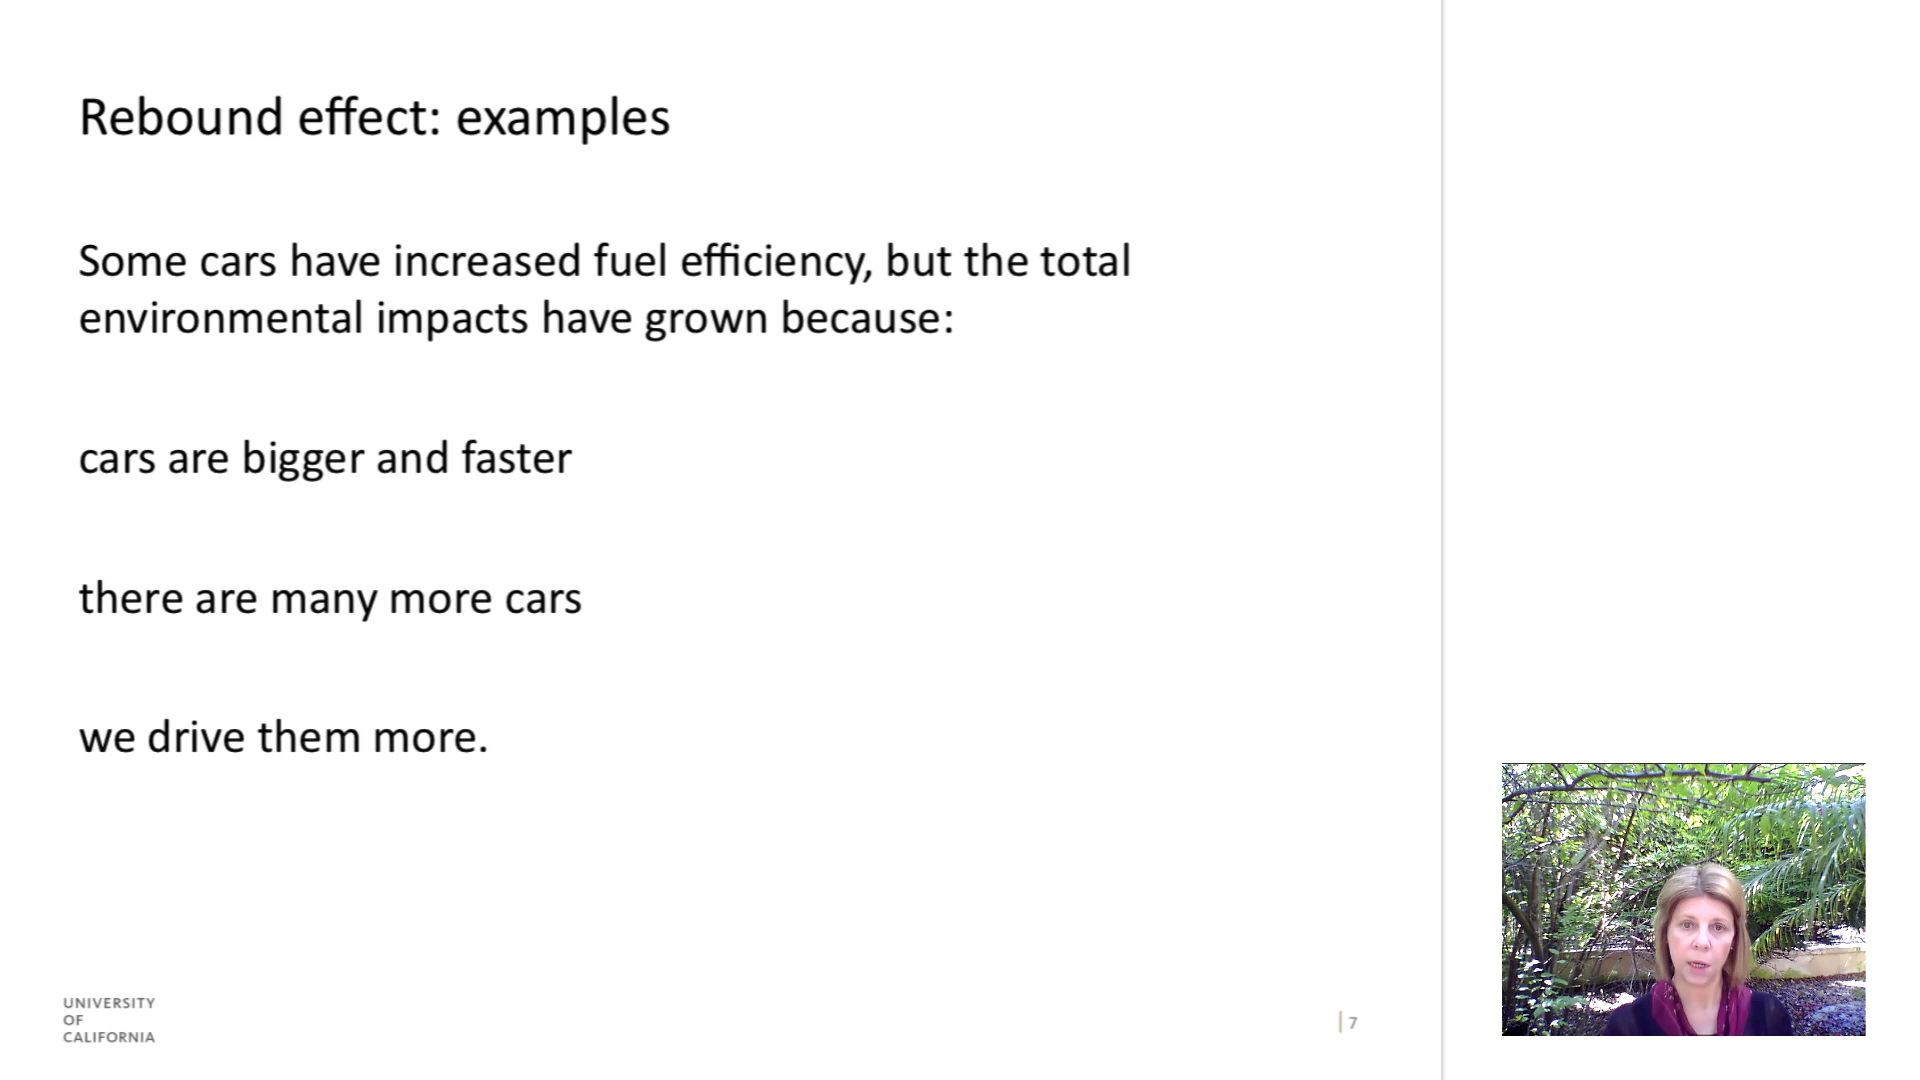 Rebound effect: examples
Some cars have increased fuel efficiency, but the total
environmental impacts have grown because:
cars are bigger and faster
there are many more cars
we drive them more.
UNIVERSITY
OF
CALIFORNIA
7